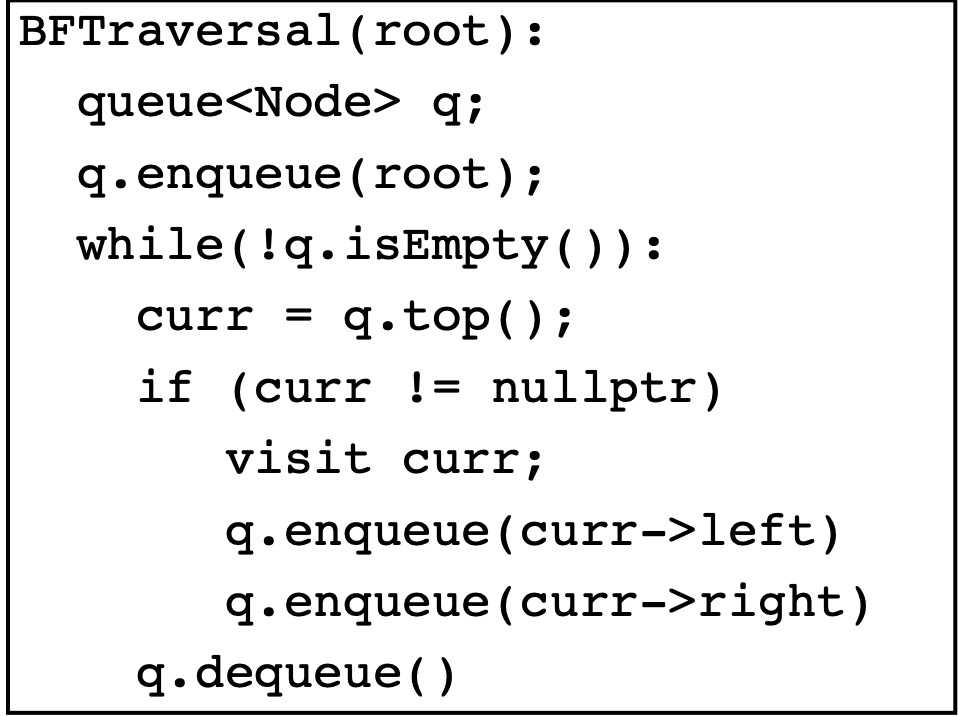 BFTraversal(root):
queue<Node> q;
q.enqueue(root);
while(!q.isEmpty()):
curr = q.top();
if (curr != nullptr)
visit curr;
q.enqueue(curr->left)
q.enqueue(curr->right)
q.dequeue()